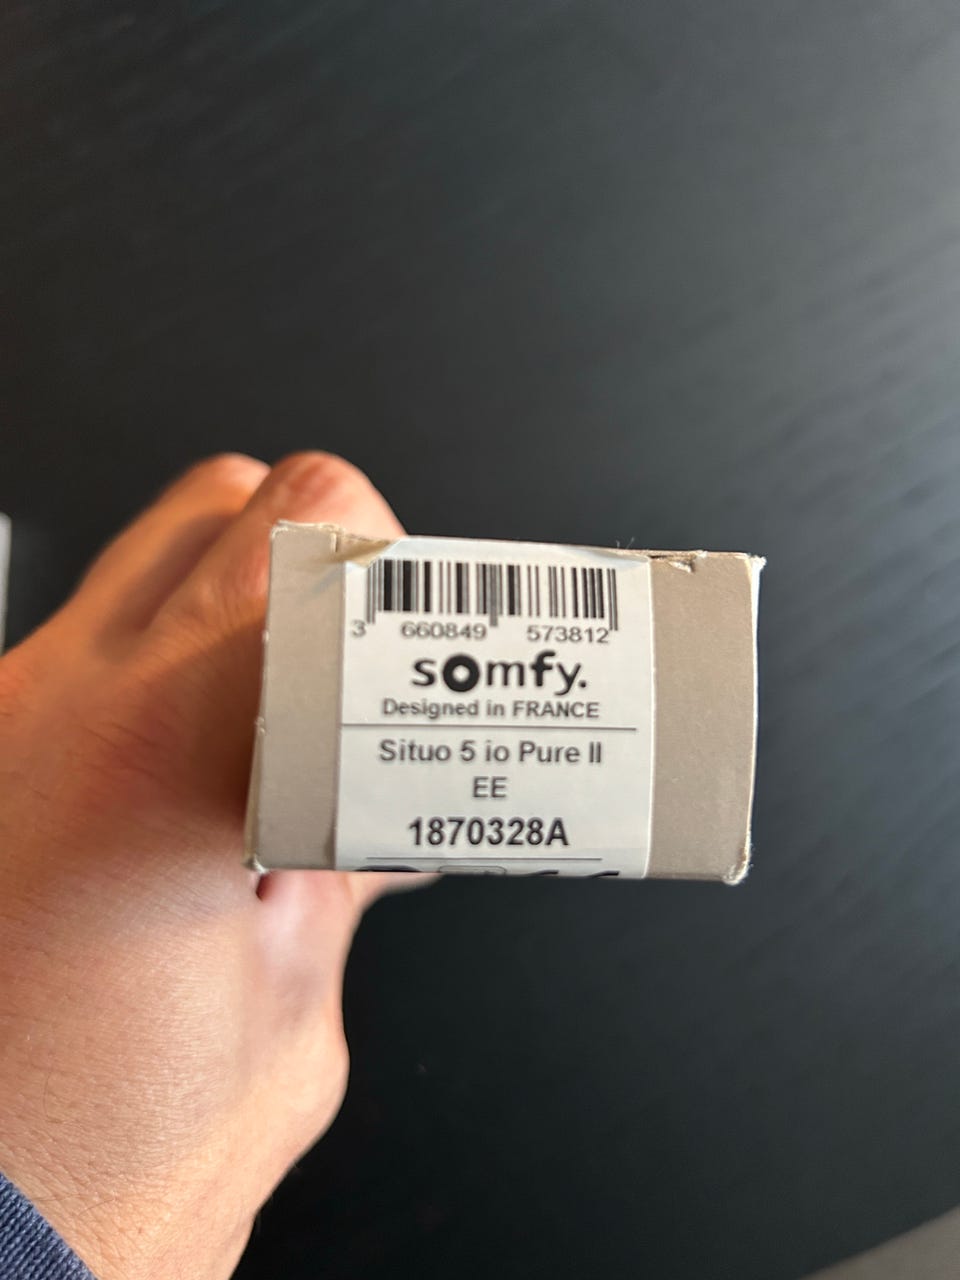 3 660849 573812
somfy.
Designed in FRANCE
Situo 5 io Pure II
EE
1870328A